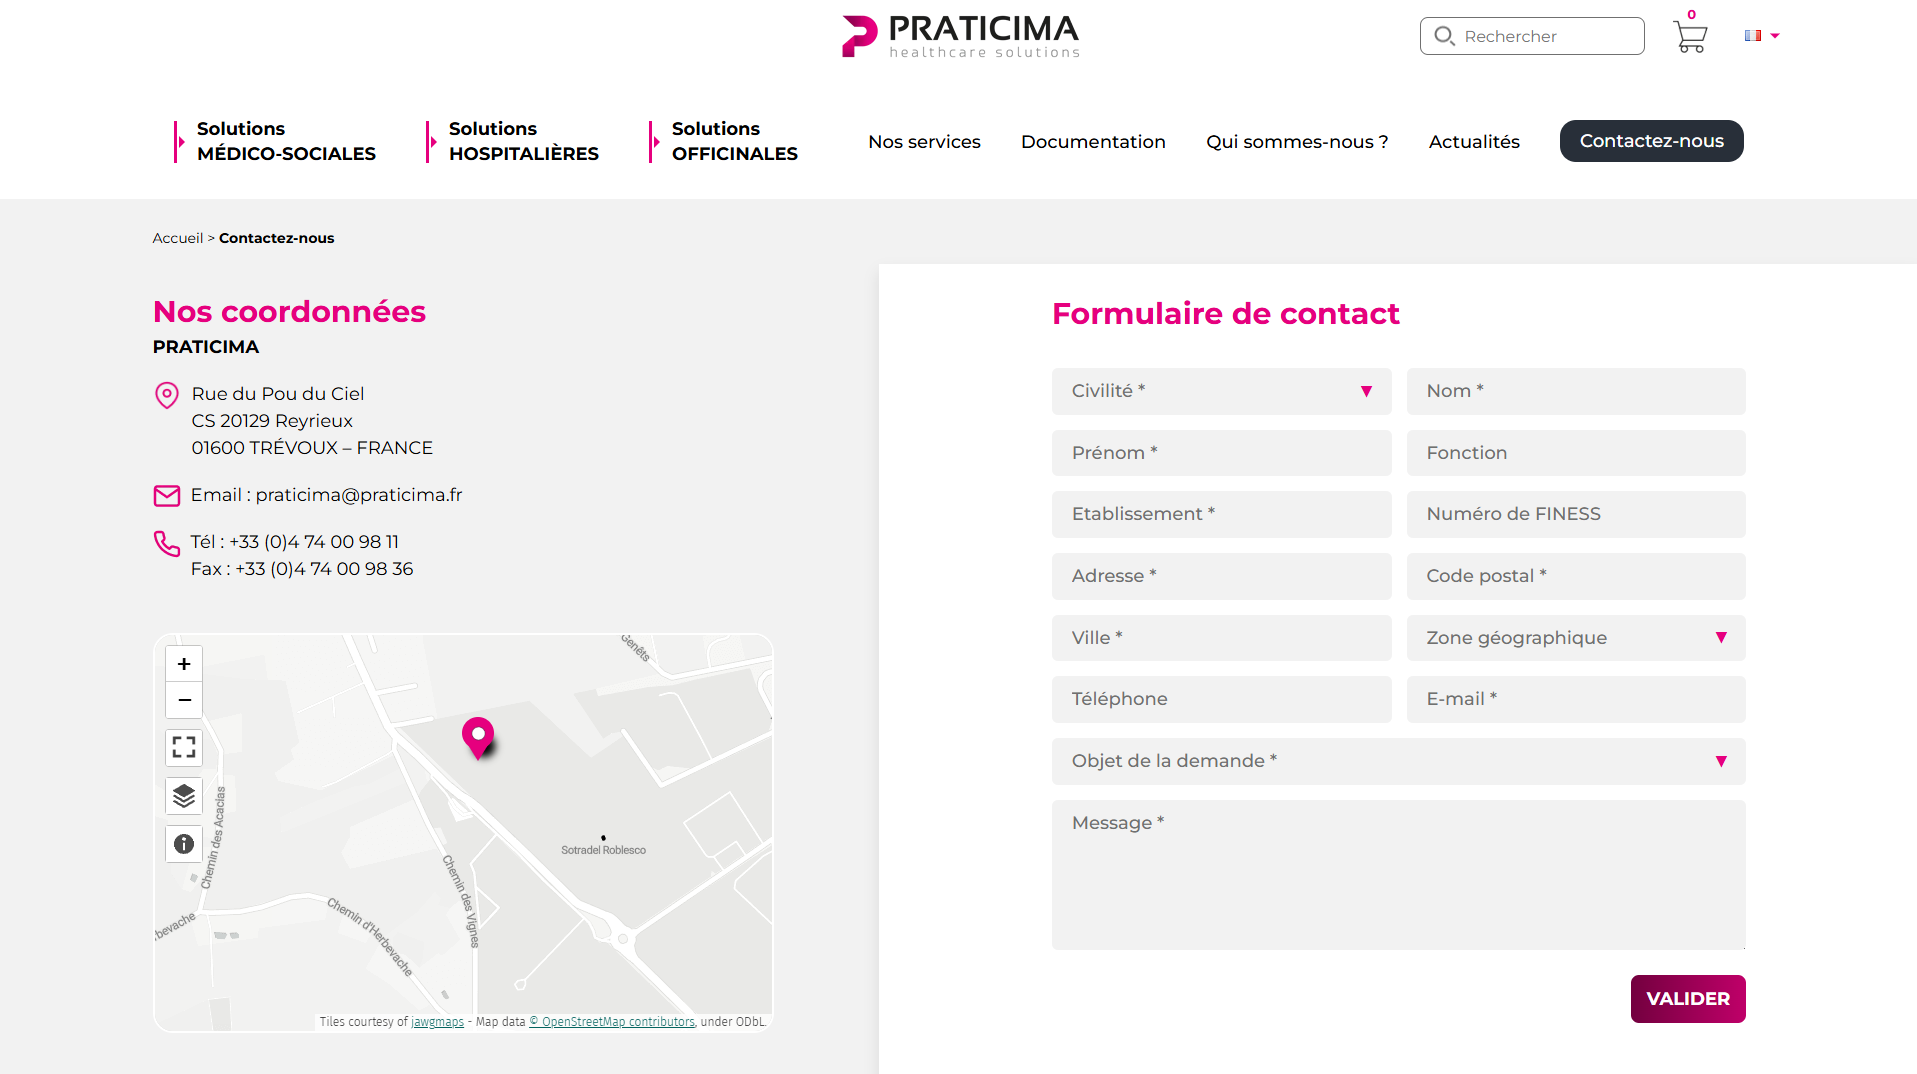 PRATICIMA
healthcare solutions
Rechercher
0
Solutions
MÉDICO-SOCIALES
Solutions
HOSPITALIÈRES
Solutions
OFFICINALES
Nos services
Documentation
Qui sommes-nous ?
Actualités
Contactez-nous
Accueil > Contactez-nous
Nos coordonnées
PRATICIMA
Rue du Pou du Ciel
CS 20129 Reyrieux
01600 TRÉVOUX – FRANCE
Email : praticima@praticima.fr
Tél : +33 (0)4 74 00 98 11
Fax : +33 (0)4 74 00 98 36
+
−
Genêts
Chemin des Acacias
Sotradel Roblesco
Chemin des Vignes
Chemin d'Herbevache
rbevache
Tiles courtesy of jawgmaps - Map data © OpenStreetMap contributors, under ODbL.
Formulaire de contact
Civilité *
Nom *
Prénom *
Fonction
Etablissement *
Numéro de FINESS
Adresse *
Code postal *
Ville *
Zone géographique
Téléphone
E-mail *
Objet de la demande *
Message *
VALIDER